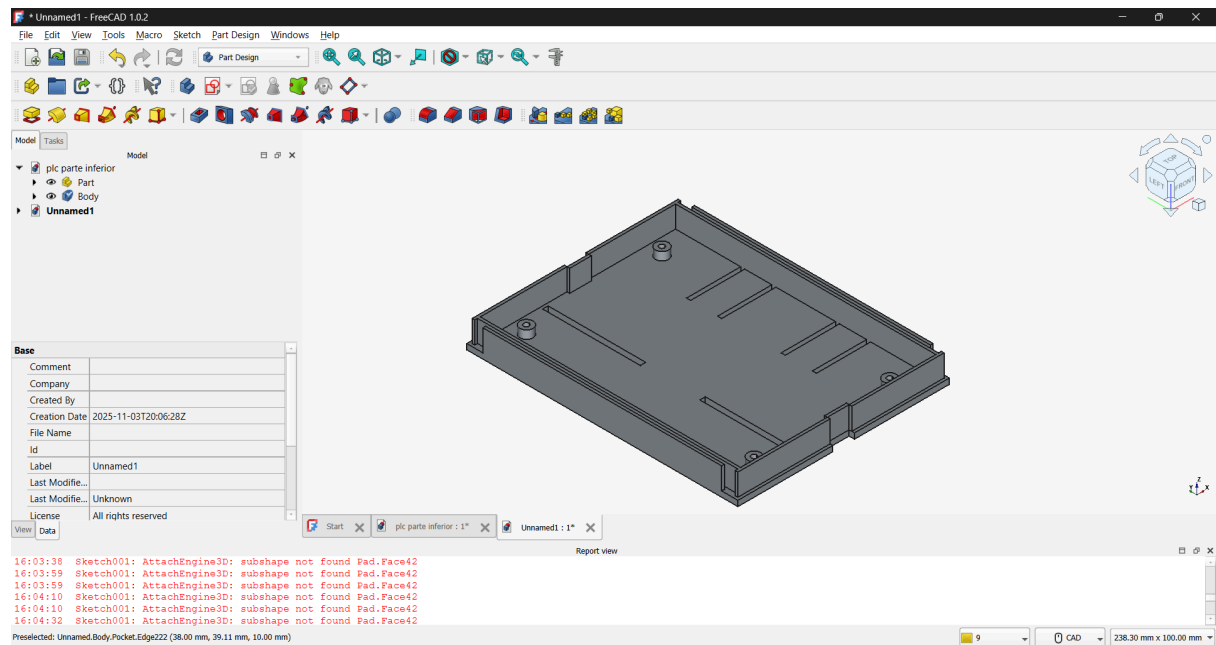 * Unnamed1 - FreeCAD 1.0.2
File Edit View Tools Macro Sketch Part Design Windows Help
Part Design
Model Tasks
Model
plc parte inferior
Part
Body
Unnamed1
TOP
LEFT
FRONT
Base
Comment
Company
Created By
Creation Date 2025-11-03T20:06:28Z
File Name
Id
Label Unnamed1
Last Modifie...
Last Modifie... Unknown
License All rights reserved
View Data
Start plc parte inferior : 1* Unnamed1 : 1*
Z
Y X
Report view
16:03:38 Sketch001: AttachEngine3D: subshape not found Pad.Face42
16:03:59 Sketch001: AttachEngine3D: subshape not found Pad.Face42
16:03:59 Sketch001: AttachEngine3D: subshape not found Pad.Face42
16:04:10 Sketch001: AttachEngine3D: subshape not found Pad.Face42
16:04:10 Sketch001: AttachEngine3D: subshape not found Pad.Face42
16:04:32 Sketch001: AttachEngine3D: subshape not found Pad.Face42
Preselected: Unnamed.Body.Pocket.Edge222 (38.00 mm, 39.11 mm, 10.00 mm) 9 CAD 238.30 mm x 100.00 mm